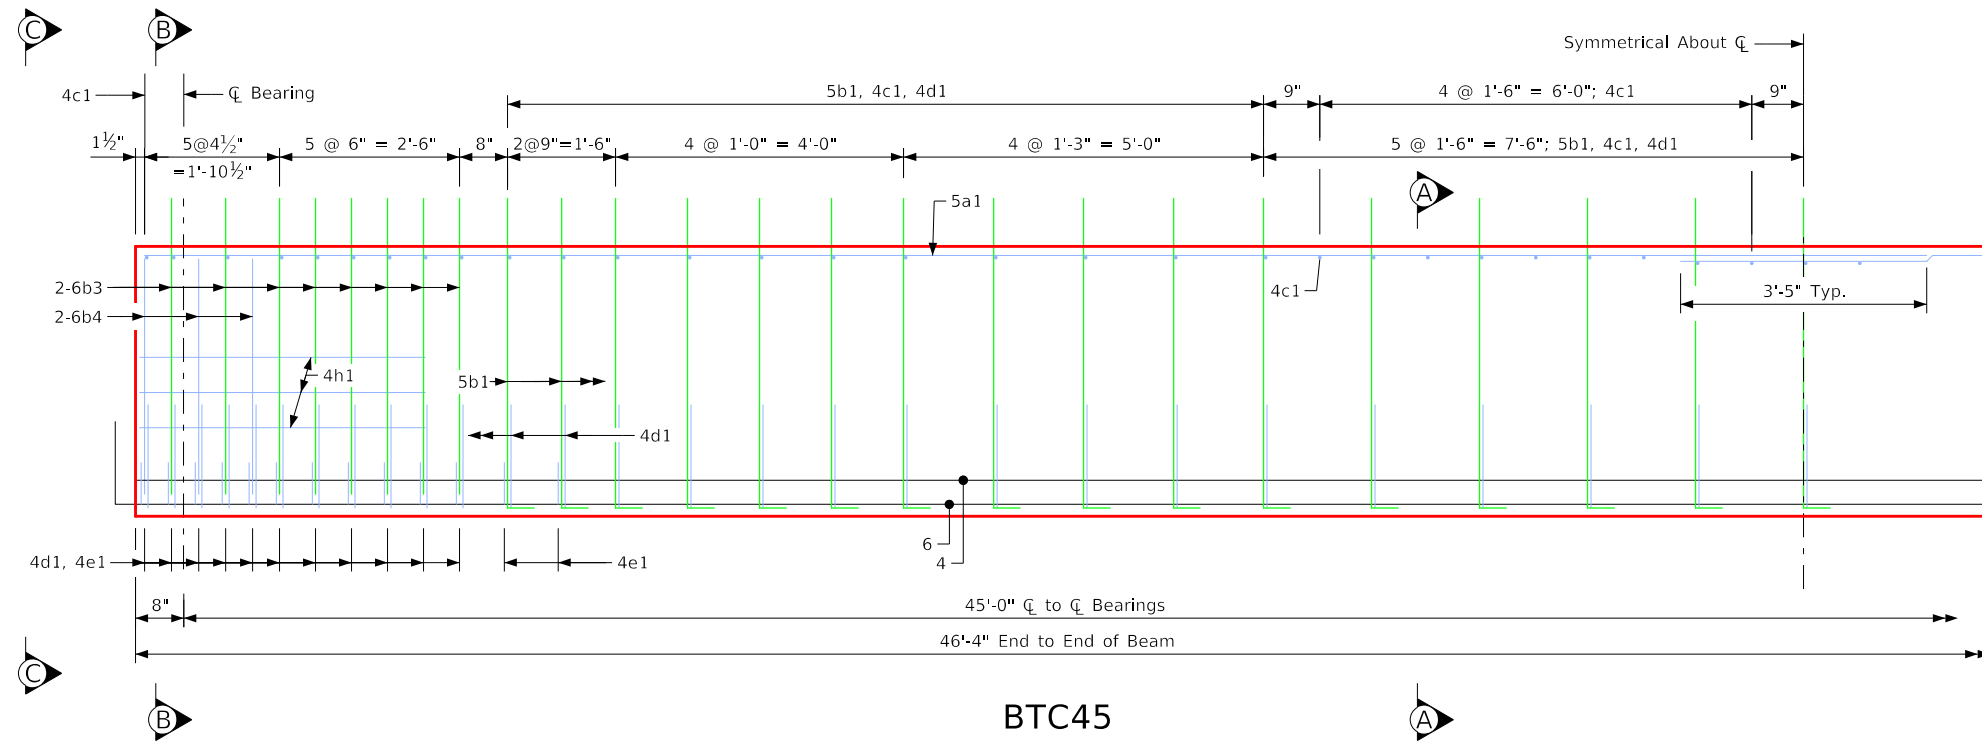 C
B
Symmetrical About ℄
4c1
℄ Bearing
5b1, 4c1, 4d1
9"
4 @ 1'-6" = 6'-0"; 4c1
9"
1½"
5@4½"
=1'-10½"
5 @ 6" = 2'-6"
8"
2@9"=1'-6"
4 @ 1'-0" = 4'-0"
4 @ 1'-3" = 5'-0"
5 @ 1'-6" = 7'-6"; 5b1, 4c1, 4d1
A
5a1
2-6b3
4c1
3'-5" Typ.
2-6b4
4h1
5b1
4d1
6
4
4d1, 4e1
4e1
8"
45'-0" ℄ to ℄ Bearings
46'-4" End to End of Beam
C
B
BTC45
A